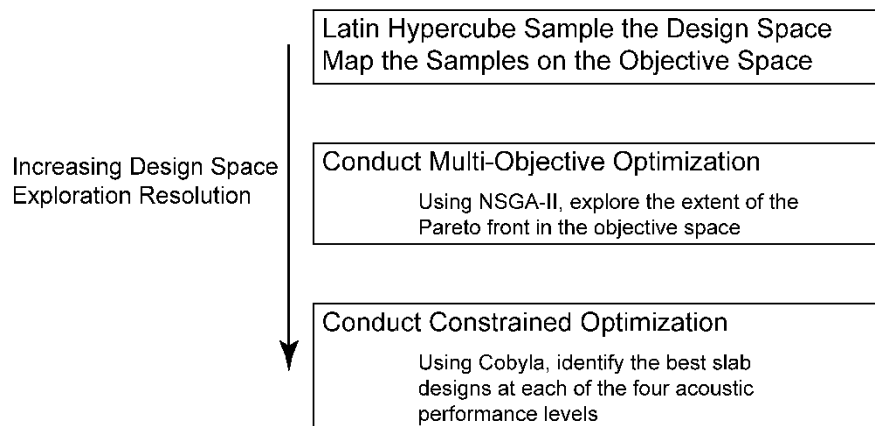 Latin Hypercube Sample the Design Space
Map the Samples on the Objective Space
Increasing Design Space
Exploration Resolution
Conduct Multi-Objective Optimization
Using NSGA-II, explore the extent of the
Pareto front in the objective space
Conduct Constrained Optimization
Using Cobyla, identify the best slab
designs at each of the four acoustic
performance levels